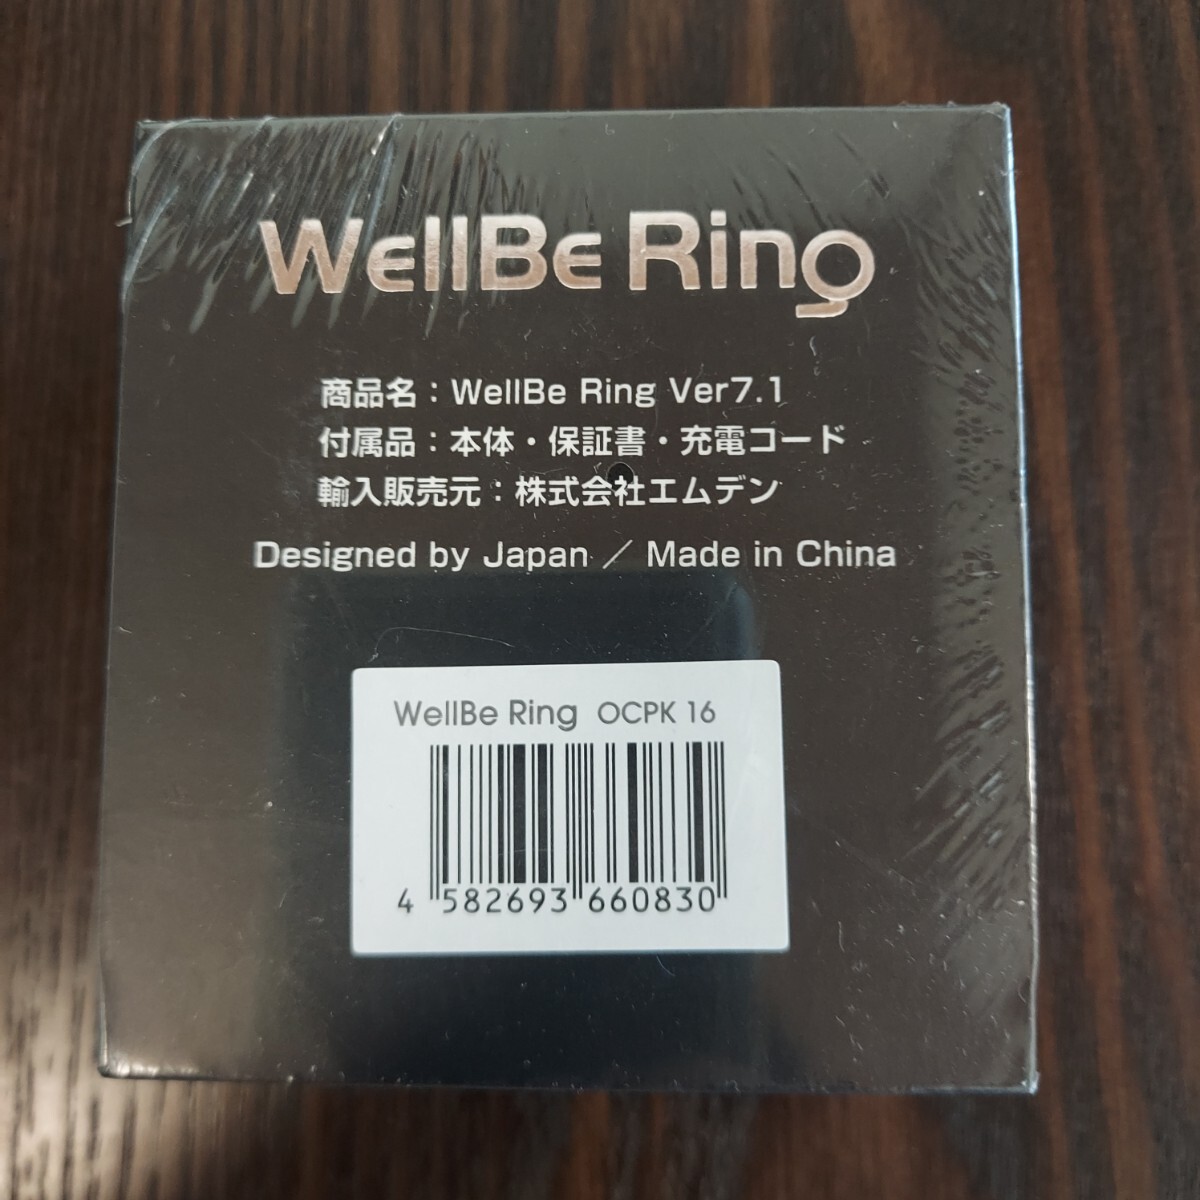 WellBe Ring
商品名：WellBe Ring Ver7.1
付属品：本体・保証書・充電コード
輸入販売元：株式会社エムデン
Designed by Japan ／ Made in China
WellBe Ring OCPK 16
4 582693 660830